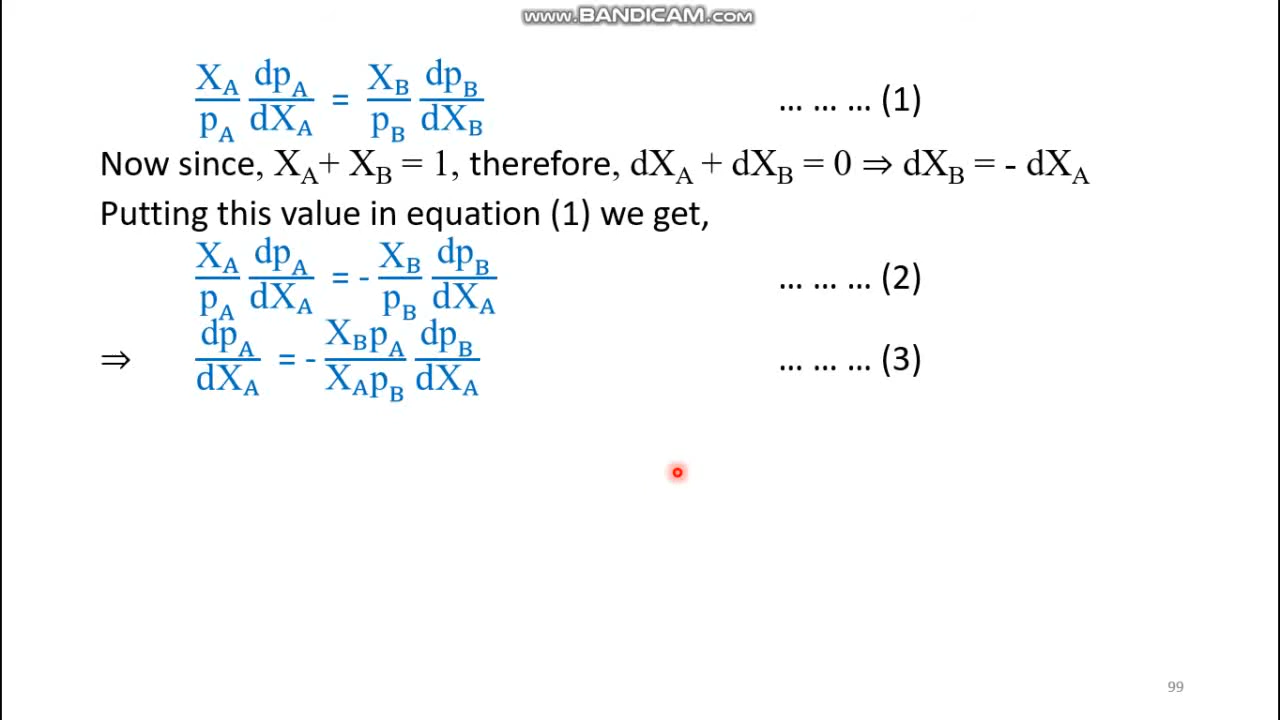 www.BANDICAM.com
X_A/p_A dp_A/dX_A = X_B/p_B dp_B/dX_B ... ... ... (1)
Now since, X_A + X_B = 1, therefore, dX_A + dX_B = 0 ⇒ dX_B = - dX_A
Putting this value in equation (1) we get,
X_A/p_A dp_A/dX_A = - X_B/p_B dp_B/dX_A ... ... ... (2)
⇒ dp_A/dX_A = - X_Bp_A/X_Ap_B dp_B/dX_A ... ... ... (3)
99